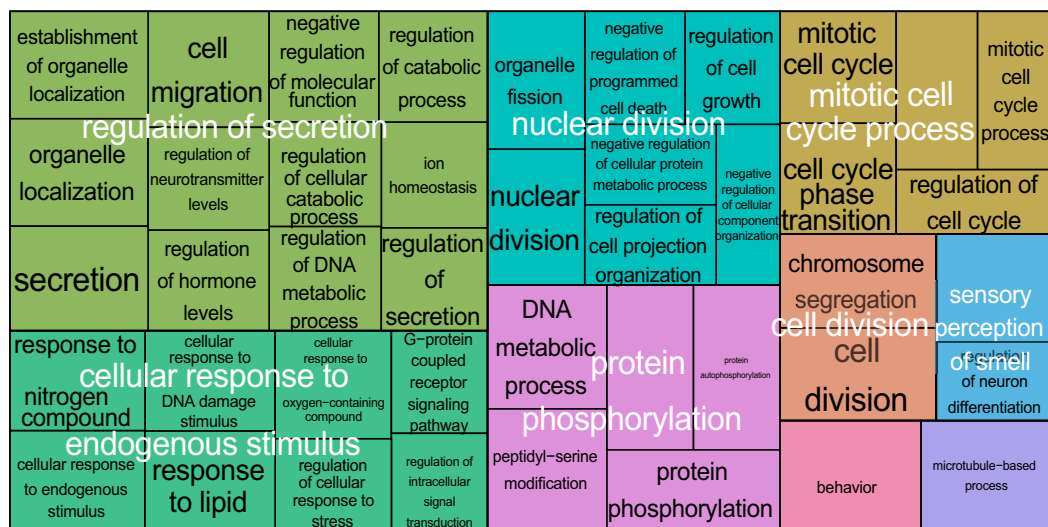 establishment
of organelle
localization
cell
migration
negative
regulation
of molecular
function
regulation
of catabolic
process
organelle
localization
regulation of
neurotransmitter
levels
regulation
of cellular
catabolic
process
ion
homeostasis
secretion
regulation
of hormone
levels
regulation
of DNA
metabolic
process
regulation
of
secretion
regulation of secretion
organelle
fission
negative
regulation of
programmed
cell death
regulation
of cell
growth
nuclear
division
negative regulation
of cellular protein
metabolic process
regulation of
cell projection
organization
negative
regulation
of cellular
component
organization
nuclear division
mitotic
cell cycle
mitotic
cell
cycle
process
cell cycle
phase
transition
regulation of
cell cycle
mitotic cell
cycle process
response to
nitrogen
compound
cellular
response to
DNA damage
stimulus
cellular
response to
oxygen−containing
compound
G−protein
coupled
receptor
signaling
pathway
cellular response
to endogenous
stimulus
response
to lipid
regulation
of cellular
response to
stress
regulation of
intracellular
signal
transduction
cellular response to
endogenous stimulus
DNA
metabolic
process
protein
autophosphorylation
peptidyl−serine
modification
protein
phosphorylation
protein
phosphorylation
chromosome
segregation
cell
division
cell division
sensory
perception
of smell
regulation
of neuron
differentiation
behavior
microtubule−based
process